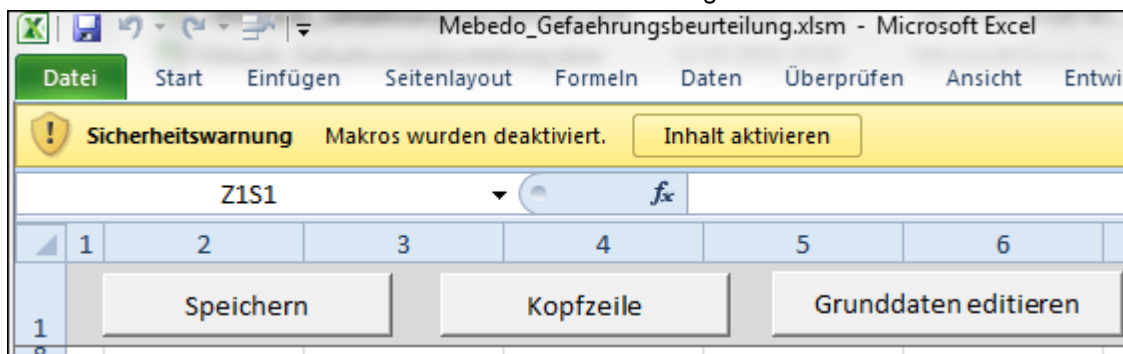 Mebedo_Gefaehrungsbeurteilung.xlsm - Microsoft Excel
Datei Start Einfügen Seitenlayout Formeln Daten Überprüfen Ansicht Entwi
Sicherheitswarnung Makros wurden deaktiviert. Inhalt aktivieren
Z1S1 fx
1 2 3 4 5 6
1 Speichern Kopfzeile Grunddaten editieren